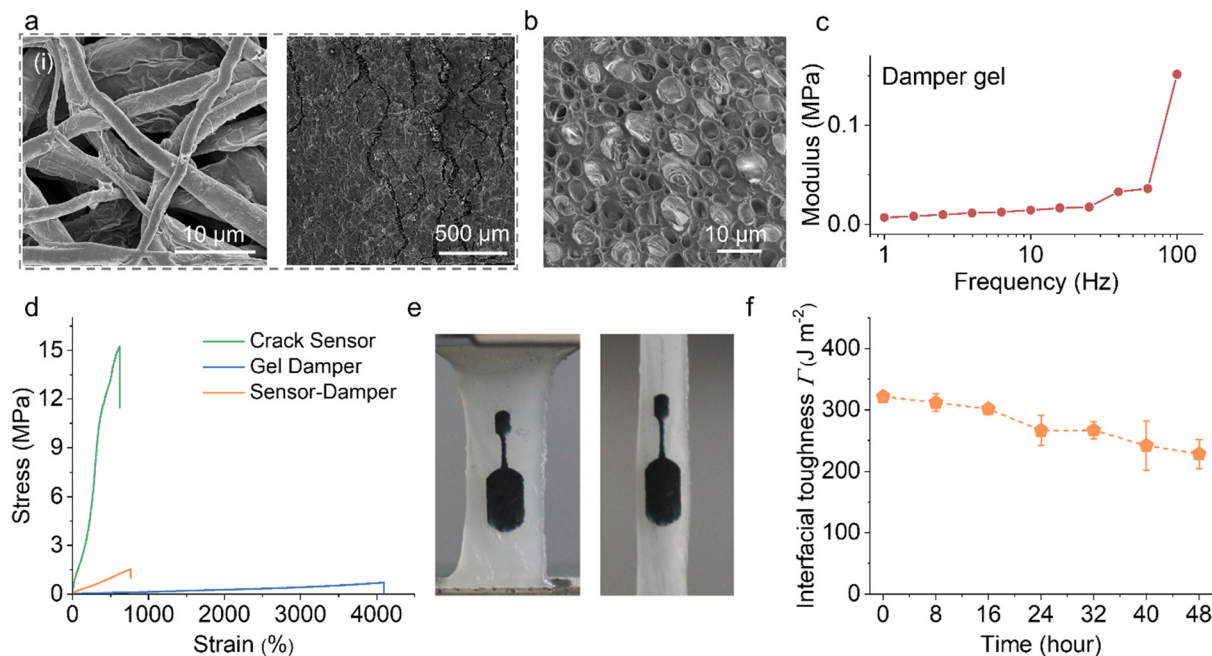 a
(i)
10 µm
500 µm
b
10 µm
c
Damper gel
Modulus (MPa)
0.1
0.0
1
10
100
Frequency (Hz)
d
Crack Sensor
Gel Damper
Sensor-Damper
Stress (MPa)
15
12
9
6
3
0
0
1000
2000
3000
4000
Strain (%)
e
f
Interfacial toughness Γ (J m⁻²)
400
300
200
100
0
0
8
16
24
32
40
48
Time (hour)